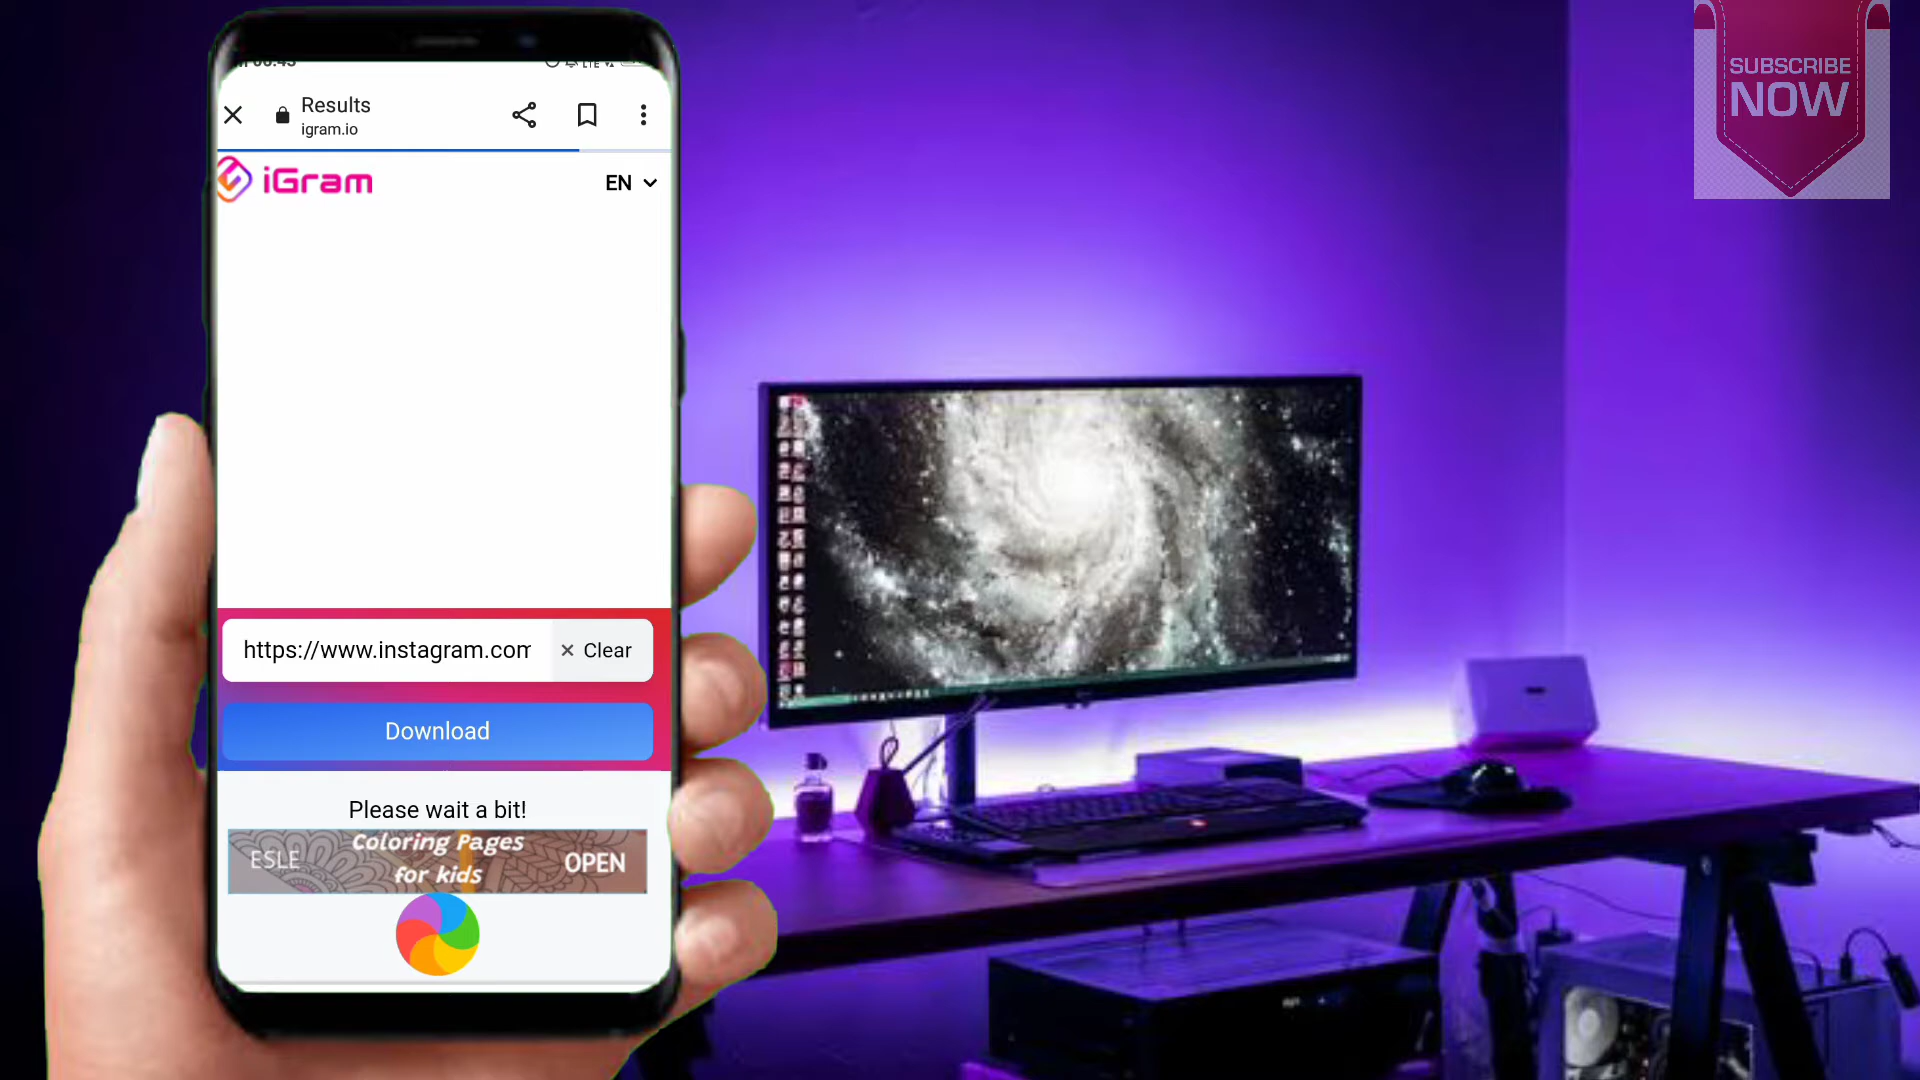 SUBSCRIBE
NOW
Results
igram.io
iGram
EN
https://www.instagram.com
Clear
Download
Please wait a bit!
ESLE
Coloring Pages
for kids
OPEN